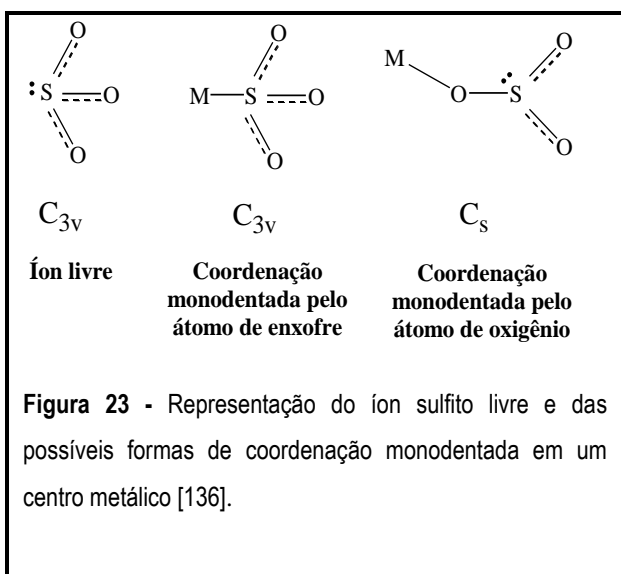 O O O
:S O M S O M O S
O O O
C3v C3v Cs
Íon livre Coordenação monodentada pelo átomo de enxofre Coordenação monodentada pelo átomo de oxigênio
Figura 23 - Representação do íon sulfito livre e das
possíveis formas de coordenação monodentada em um
centro metálico [136].